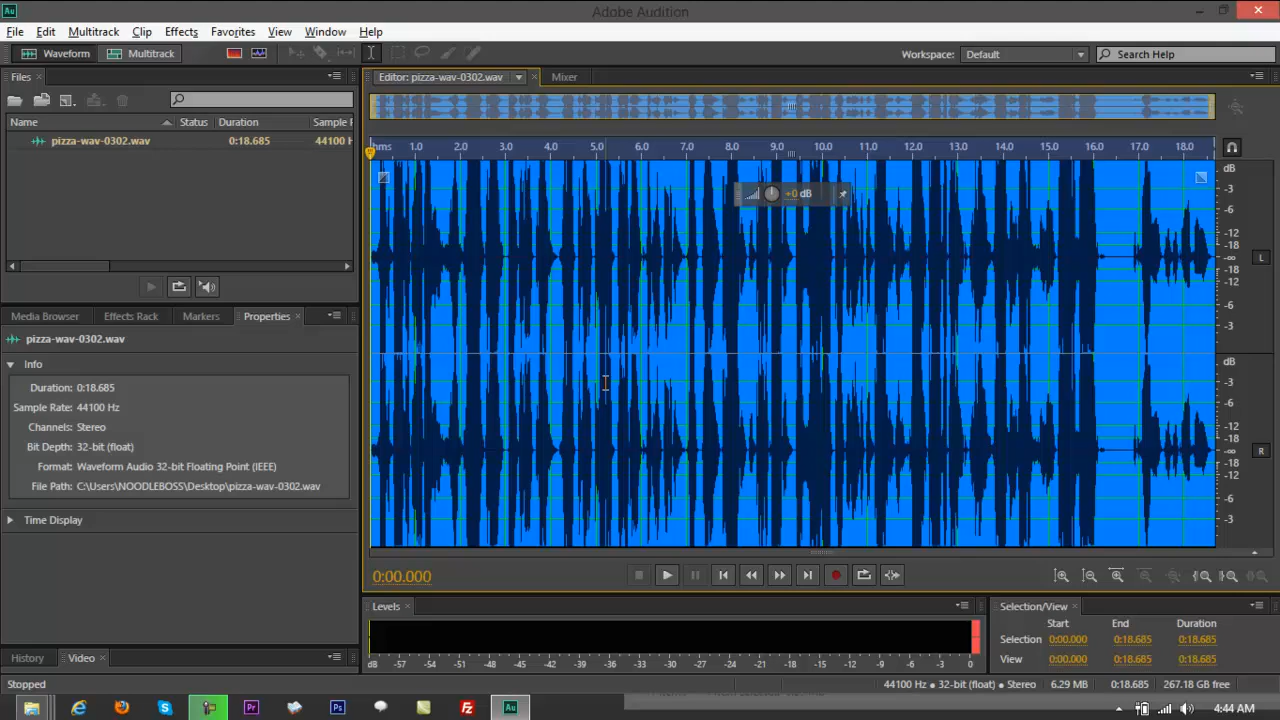 Au
Adobe Audition
File Edit Multitrack Clip Effects Favorites View Window Help
Waveform Multitrack
Workspace: Default Search Help
Files ×
Name Status Duration Sample F
pizza-wav-0302.wav 0:18.685 44100 H
Media Browser Effects Rack Markers Properties ×
pizza-wav-0302.wav
Info
Duration: 0:18.685
Sample Rate: 44100 Hz
Channels: Stereo
Bit Depth: 32-bit (float)
Format: Waveform Audio 32-bit Floating Point (IEEE)
File Path: C:\Users\NOODLEBOSS\Desktop\pizza-wav-0302.wav
Time Display
History Video ×
Stopped
Editor: pizza-wav-0302.wav × Mixer
hms 1.0 2.0 3.0 4.0 5.0 6.0 7.0 8.0 9.0 10.0 11.0 12.0 13.0 14.0 15.0 16.0 17.0 18.0
+0 dB
dB
-3
-6
-12
-18
-∞
-18
-12
-6
-3
L
dB
-3
-6
-12
-18
-∞
-18
-12
-6
-3
R
0:00.000
Levels ×
dB -57 -54 -51 -48 -45 -42 -39 -36 -33 -30 -27 -24 -21 -18 -15 -12 -9 -6 -3 0
Selection/View ×
Start End Duration
Selection 0:00.000 0:18.685 0:18.685
View 0:00.000 0:18.685 0:18.685
44100 Hz ● 32-bit (float) ● Stereo 6.29 MB 0:18.685 267.18 GB free
Pr Ps Fz Au
4:44 AM